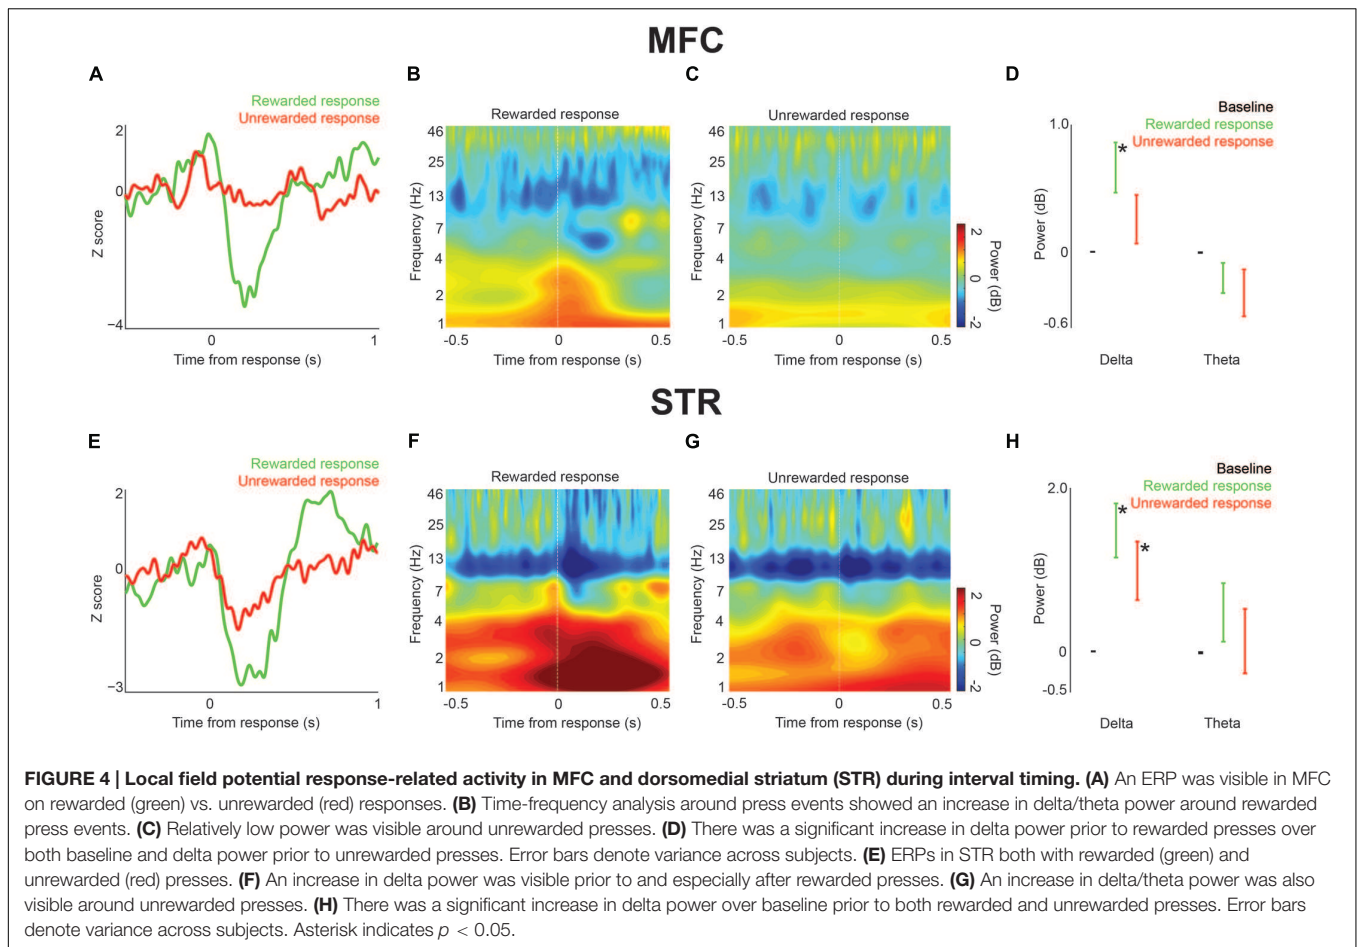 MFC
A
Rewarded response
Unrewarded response
2
0
−4
Z score
0
1
Time from response (s)
B
Rewarded response
46
25
13
7
4
2
1
Frequency (Hz)
-0.5
0
0.5
Time from response (s)
C
Unrewarded response
46
25
13
7
4
2
1
Frequency (Hz)
-0.5
0
0.5
Time from response (s)
2
0
-2
Power (dB)
D
Baseline
Rewarded response
Unrewarded response
1.0
0
-0.6
Power (dB)
*
Delta
Theta
STR
E
Rewarded response
Unrewarded response
2
0
−3
Z score
0
1
Time from response (s)
F
Rewarded response
46
25
13
7
4
2
1
Frequency (Hz)
-0.5
0
0.5
Time from response (s)
G
Unrewarded response
46
25
13
7
4
2
1
Frequency (Hz)
-0.5
0
0.5
Time from response (s)
2
0
-2
Power (dB)
H
Baseline
Rewarded response
Unrewarded response
2.0
0
-0.5
Power (dB)
*
*
Delta
Theta
FIGURE 4 | Local field potential response-related activity in MFC and dorsomedial striatum (STR) during interval timing. (A) An ERP was visible in MFC
on rewarded (green) vs. unrewarded (red) responses. (B) Time-frequency analysis around press events showed an increase in delta/theta power around rewarded
press events. (C) Relatively low power was visible around unrewarded presses. (D) There was a significant increase in delta power prior to rewarded presses over
both baseline and delta power prior to unrewarded presses. Error bars denote variance across subjects. (E) ERPs in STR both with rewarded (green) and
unrewarded (red) presses. (F) An increase in delta power was visible prior to and especially after rewarded presses. (G) An increase in delta/theta power was also
visible around unrewarded presses. (H) There was a significant increase in delta power over baseline prior to both rewarded and unrewarded presses. Error bars
denote variance across subjects. Asterisk indicates p < 0.05.